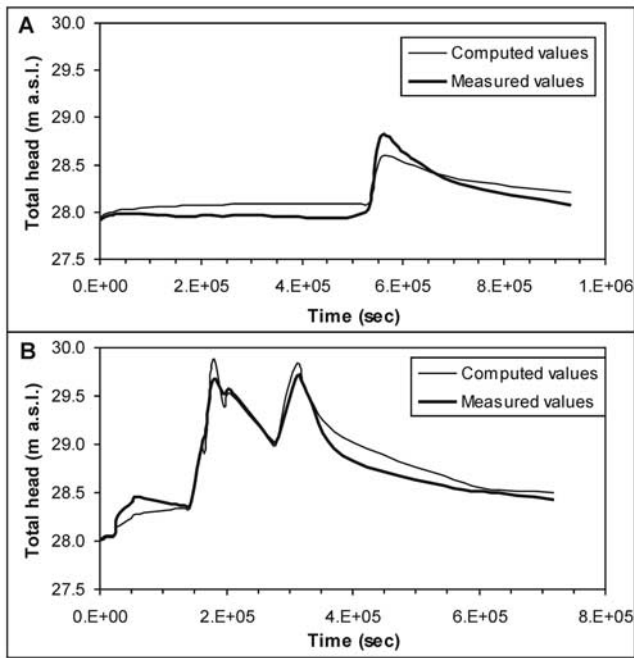 A
30.0
29.5
29.0
28.5
28.0
27.5
Total head (m a.s.l.)
Computed values
Measured values
0.E+00 2.E+05 4.E+05 6.E+05 8.E+05 1.E+06
Time (sec)
B
30.0
29.5
29.0
28.5
28.0
27.5
Total head (m a.s.l.)
Computed values
Measured values
0.E+00 2.E+05 4.E+05 6.E+05 8.E+05
Time (sec)